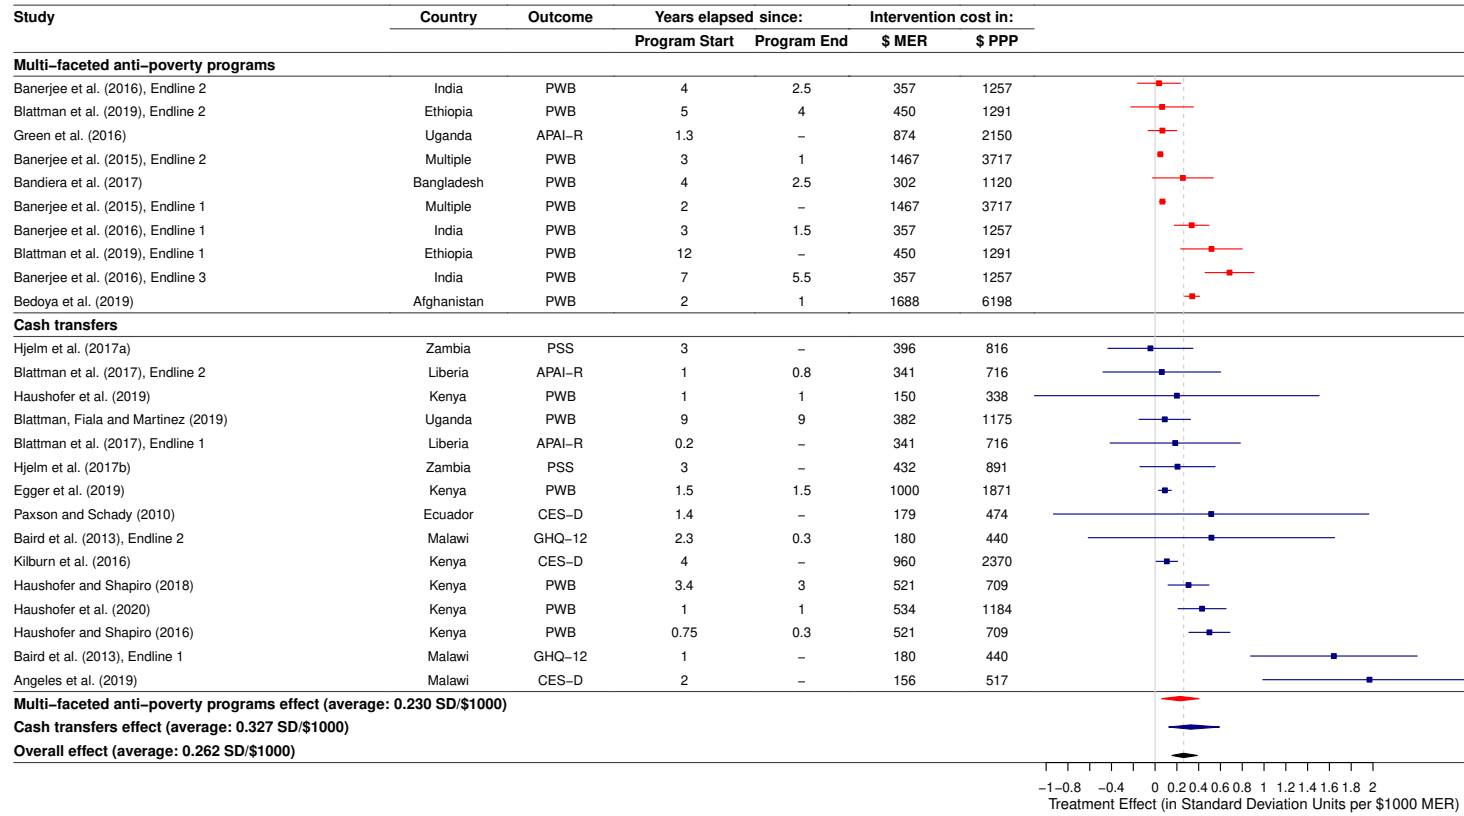 Study Country Outcome Years elapsed since: Intervention cost in:
Program Start Program End $ MER $ PPP
Multi−faceted anti−poverty programs
Banerjee et al. (2016), Endline 2 India PWB 4 2.5 357 1257
Blattman et al. (2019), Endline 2 Ethiopia PWB 5 4 450 1291
Green et al. (2016) Uganda APAI−R 1.3 − 874 2150
Banerjee et al. (2015), Endline 2 Multiple PWB 3 1 1467 3717
Bandiera et al. (2017) Bangladesh PWB 4 2.5 302 1120
Banerjee et al. (2015), Endline 1 Multiple PWB 2 − 1467 3717
Banerjee et al. (2016), Endline 1 India PWB 3 1.5 357 1257
Blattman et al. (2019), Endline 1 Ethiopia PWB 12 − 450 1291
Banerjee et al. (2016), Endline 3 India PWB 7 5.5 357 1257
Bedoya et al. (2019) Afghanistan PWB 2 1 1688 6198
Cash transfers
Hjelm et al. (2017a) Zambia PSS 3 − 396 816
Blattman et al. (2017), Endline 2 Liberia APAI−R 1 0.8 341 716
Haushofer et al. (2019) Kenya PWB 1 1 150 338
Blattman, Fiala and Martinez (2019) Uganda PWB 9 9 382 1175
Blattman et al. (2017), Endline 1 Liberia APAI−R 0.2 − 341 716
Hjelm et al. (2017b) Zambia PSS 3 − 432 891
Egger et al. (2019) Kenya PWB 1.5 1.5 1000 1871
Paxson and Schady (2010) Ecuador CES−D 1.4 − 179 474
Baird et al. (2013), Endline 2 Malawi GHQ−12 2.3 0.3 180 440
Kilburn et al. (2016) Kenya CES−D 4 − 960 2370
Haushofer and Shapiro (2018) Kenya PWB 3.4 3 521 709
Haushofer et al. (2020) Kenya PWB 1 1 534 1184
Haushofer and Shapiro (2016) Kenya PWB 0.75 0.3 521 709
Baird et al. (2013), Endline 1 Malawi GHQ−12 1 − 180 440
Angeles et al. (2019) Malawi CES−D 2 − 156 517
Multi−faceted anti−poverty programs effect (average: 0.230 SD/$1000)
Cash transfers effect (average: 0.327 SD/$1000)
Overall effect (average: 0.262 SD/$1000)
−1 −0.8 −0.4 0 0.2 0.4 0.6 0.8 1 1.2 1.4 1.6 1.8 2
Treatment Effect (in Standard Deviation Units per $1000 MER)